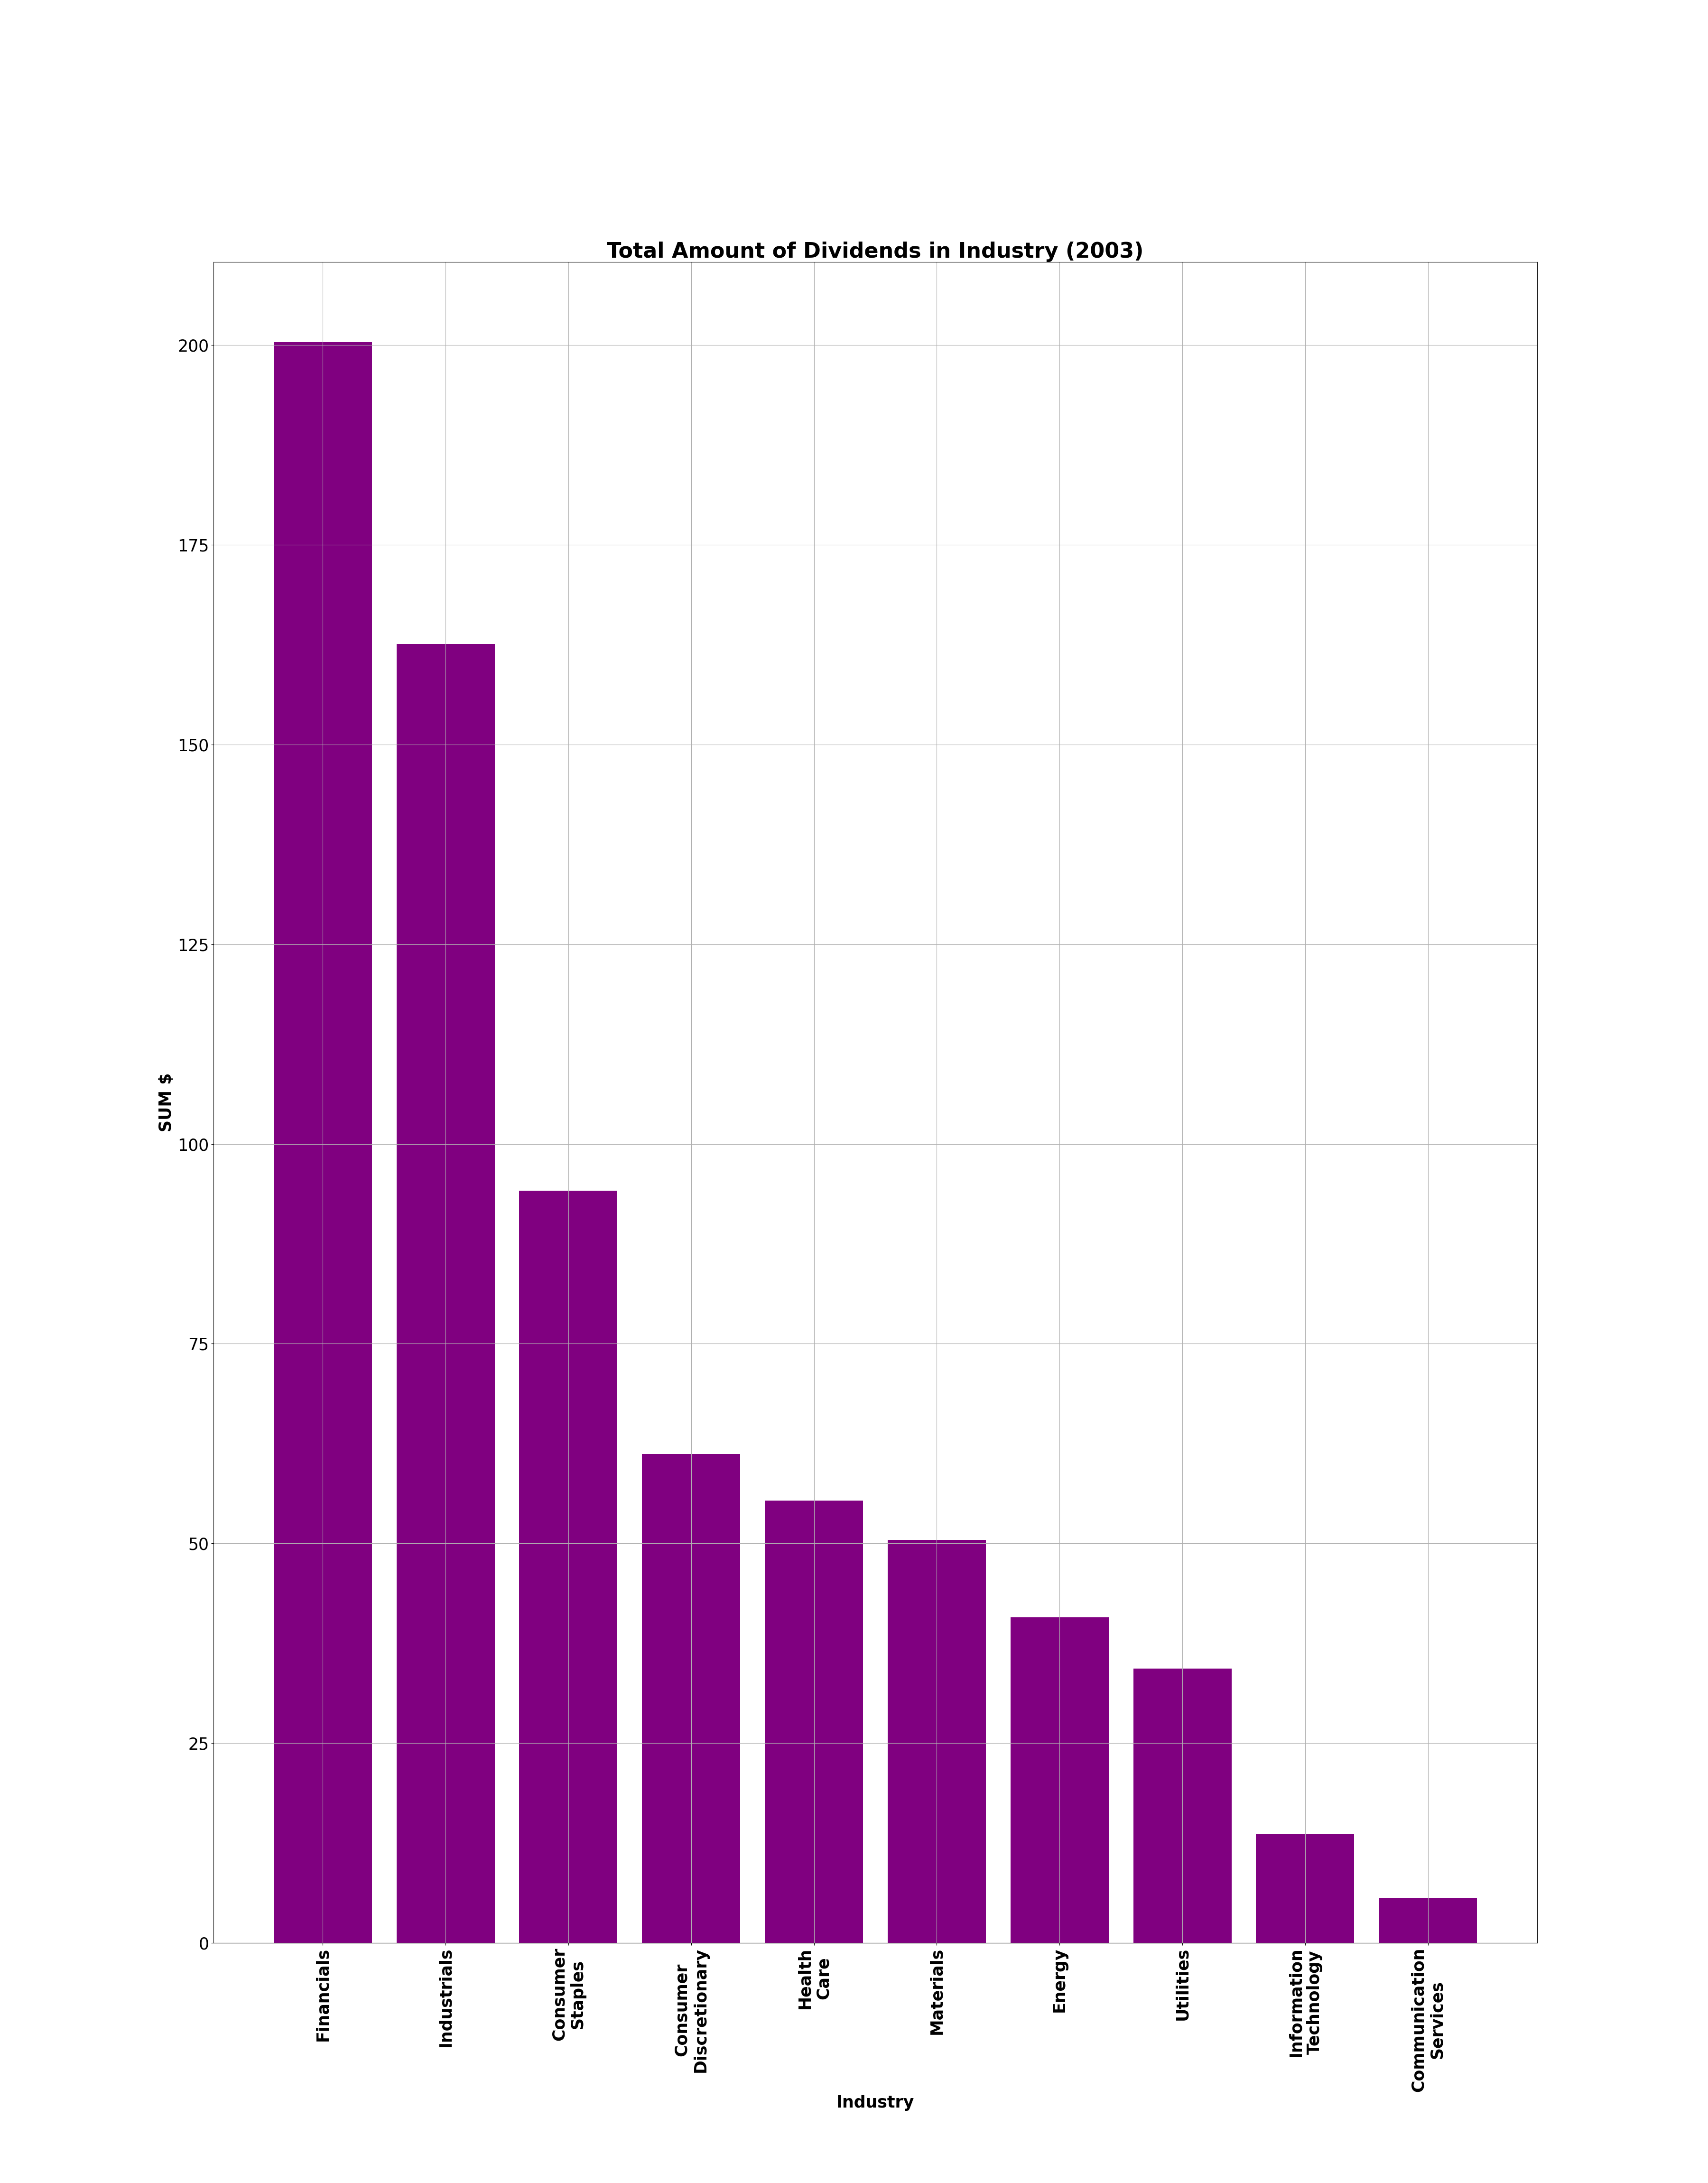 Total Amount of Dividends in Industry (2003)
SUM $
200
175
150
125
100
75
50
25
0
Financials
Industrials
Consumer
Staples
Consumer
Discretionary
Health
Care
Materials
Energy
Utilities
Information
Technology
Communication
Services
Industry